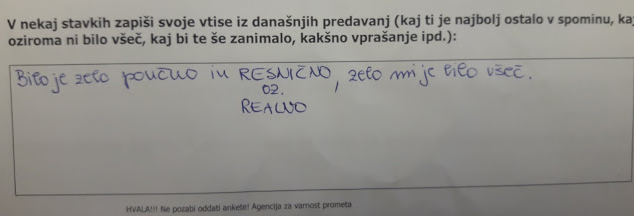 V nekaj stavkih zapiši svoje vtise iz današnjih predavanj (kaj ti je najbolj ostalo v spominu, kaj
oziroma ni bilo všeč, kaj bi te še zanimalo, kakšno vprašanje ipd.):
Bilo je zelo poučno in RESNIČNO, zelo mi je bilo všeč.
oz.
REALNO
HVALA!!! Ne pozabi oddati ankete! Agencija za varnost prometa